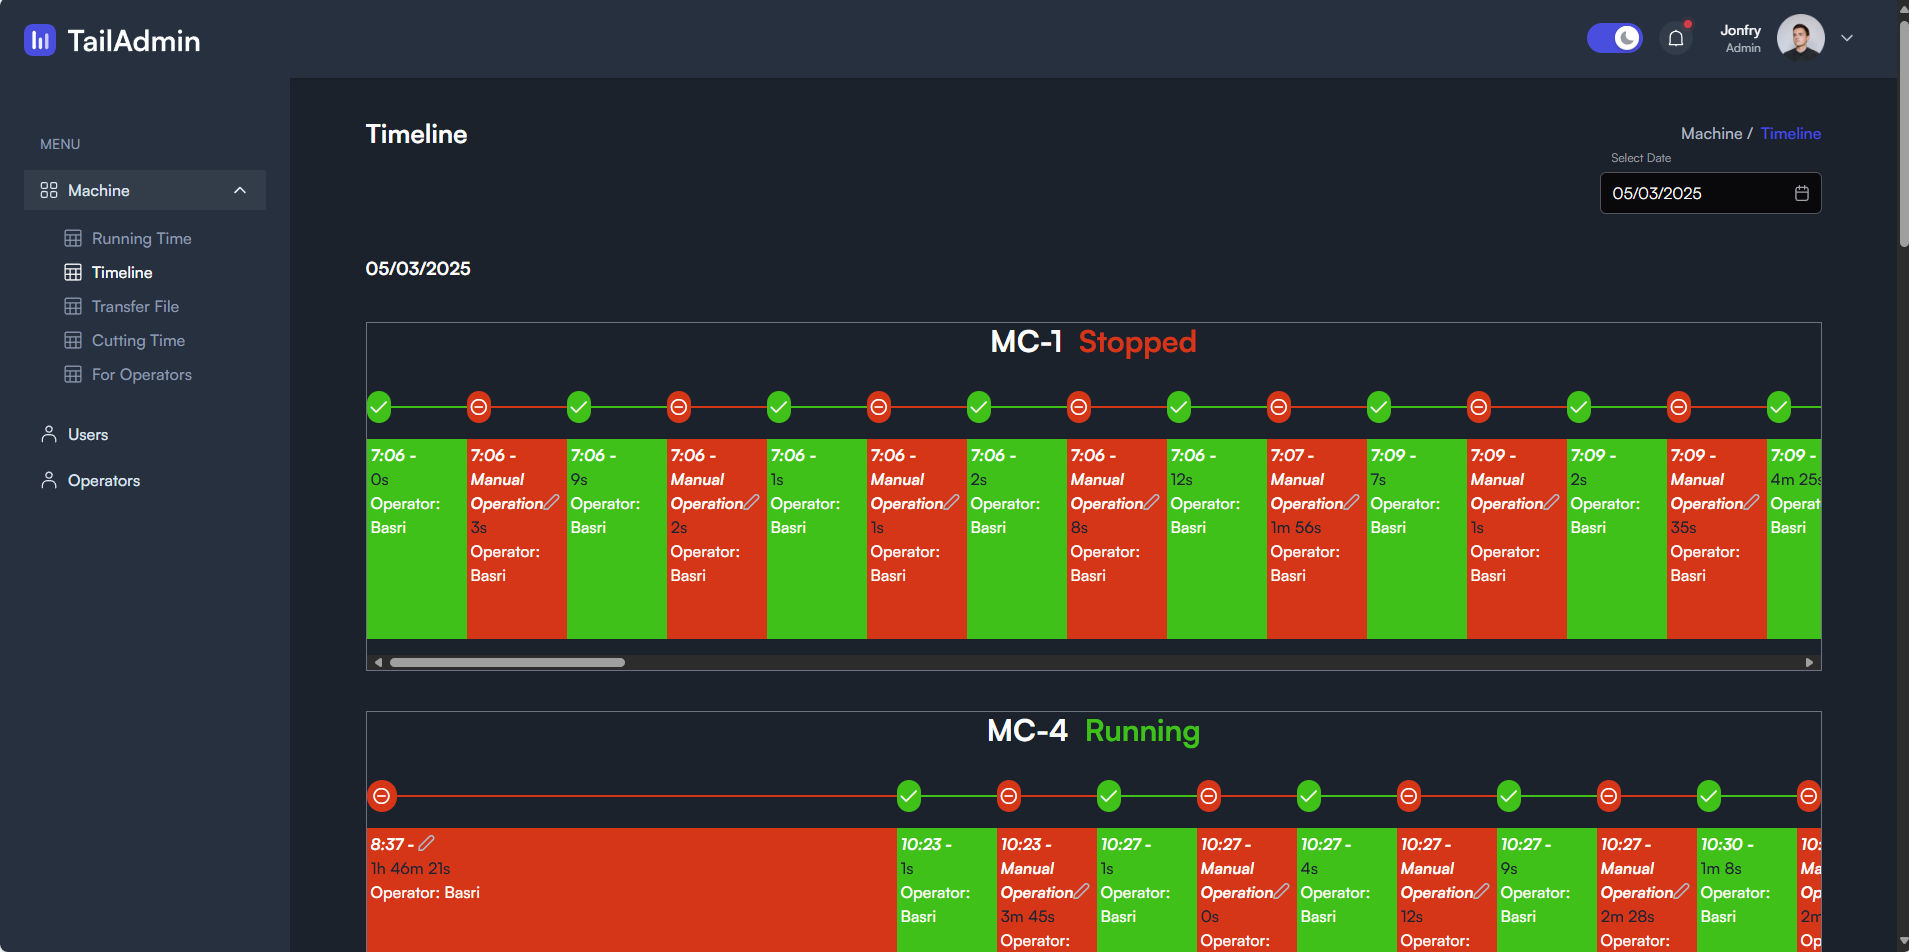 TailAdmin
Jonfry
Admin
MENU
Machine
Running Time
Timeline
Transfer File
Cutting Time
For Operators
Users
Operators
Timeline
Machine / Timeline
Select Date
05/03/2025
05/03/2025
MC-1 Stopped
7:06 -
0s
Operator:
Basri
7:06 -
Manual
Operation
3s
Operator:
Basri
7:06 -
9s
Operator:
Basri
7:06 -
Manual
Operation
2s
Operator:
Basri
7:06 -
1s
Operator:
Basri
7:06 -
Manual
Operation
1s
Operator:
Basri
7:06 -
2s
Operator:
Basri
7:06 -
Manual
Operation
8s
Operator:
Basri
7:06 -
12s
Operator:
Basri
7:07 -
Manual
Operation
1m 56s
Operator:
Basri
7:09 -
7s
Operator:
Basri
7:09 -
Manual
Operation
1s
Operator:
Basri
7:09 -
2s
Operator:
Basri
7:09 -
Manual
Operation
35s
Operator:
Basri
7:09 -
4m 25s
Operat
Basri
MC-4 Running
8:37 -
1h 46m 21s
Operator: Basri
10:23 -
1s
Operator:
Basri
10:23 -
Manual
Operation
3m 45s
Operator:
10:27 -
1s
Operator:
Basri
10:27 -
Manual
Operation
0s
Operator:
10:27 -
4s
Operator:
Basri
10:27 -
Manual
Operation
12s
Operator:
10:27 -
9s
Operator:
Basri
10:27 -
Manual
Operation
2m 28s
Operator:
10:30 -
1m 8s
Operator:
Basri
10:
Ma
Op
2m
Op